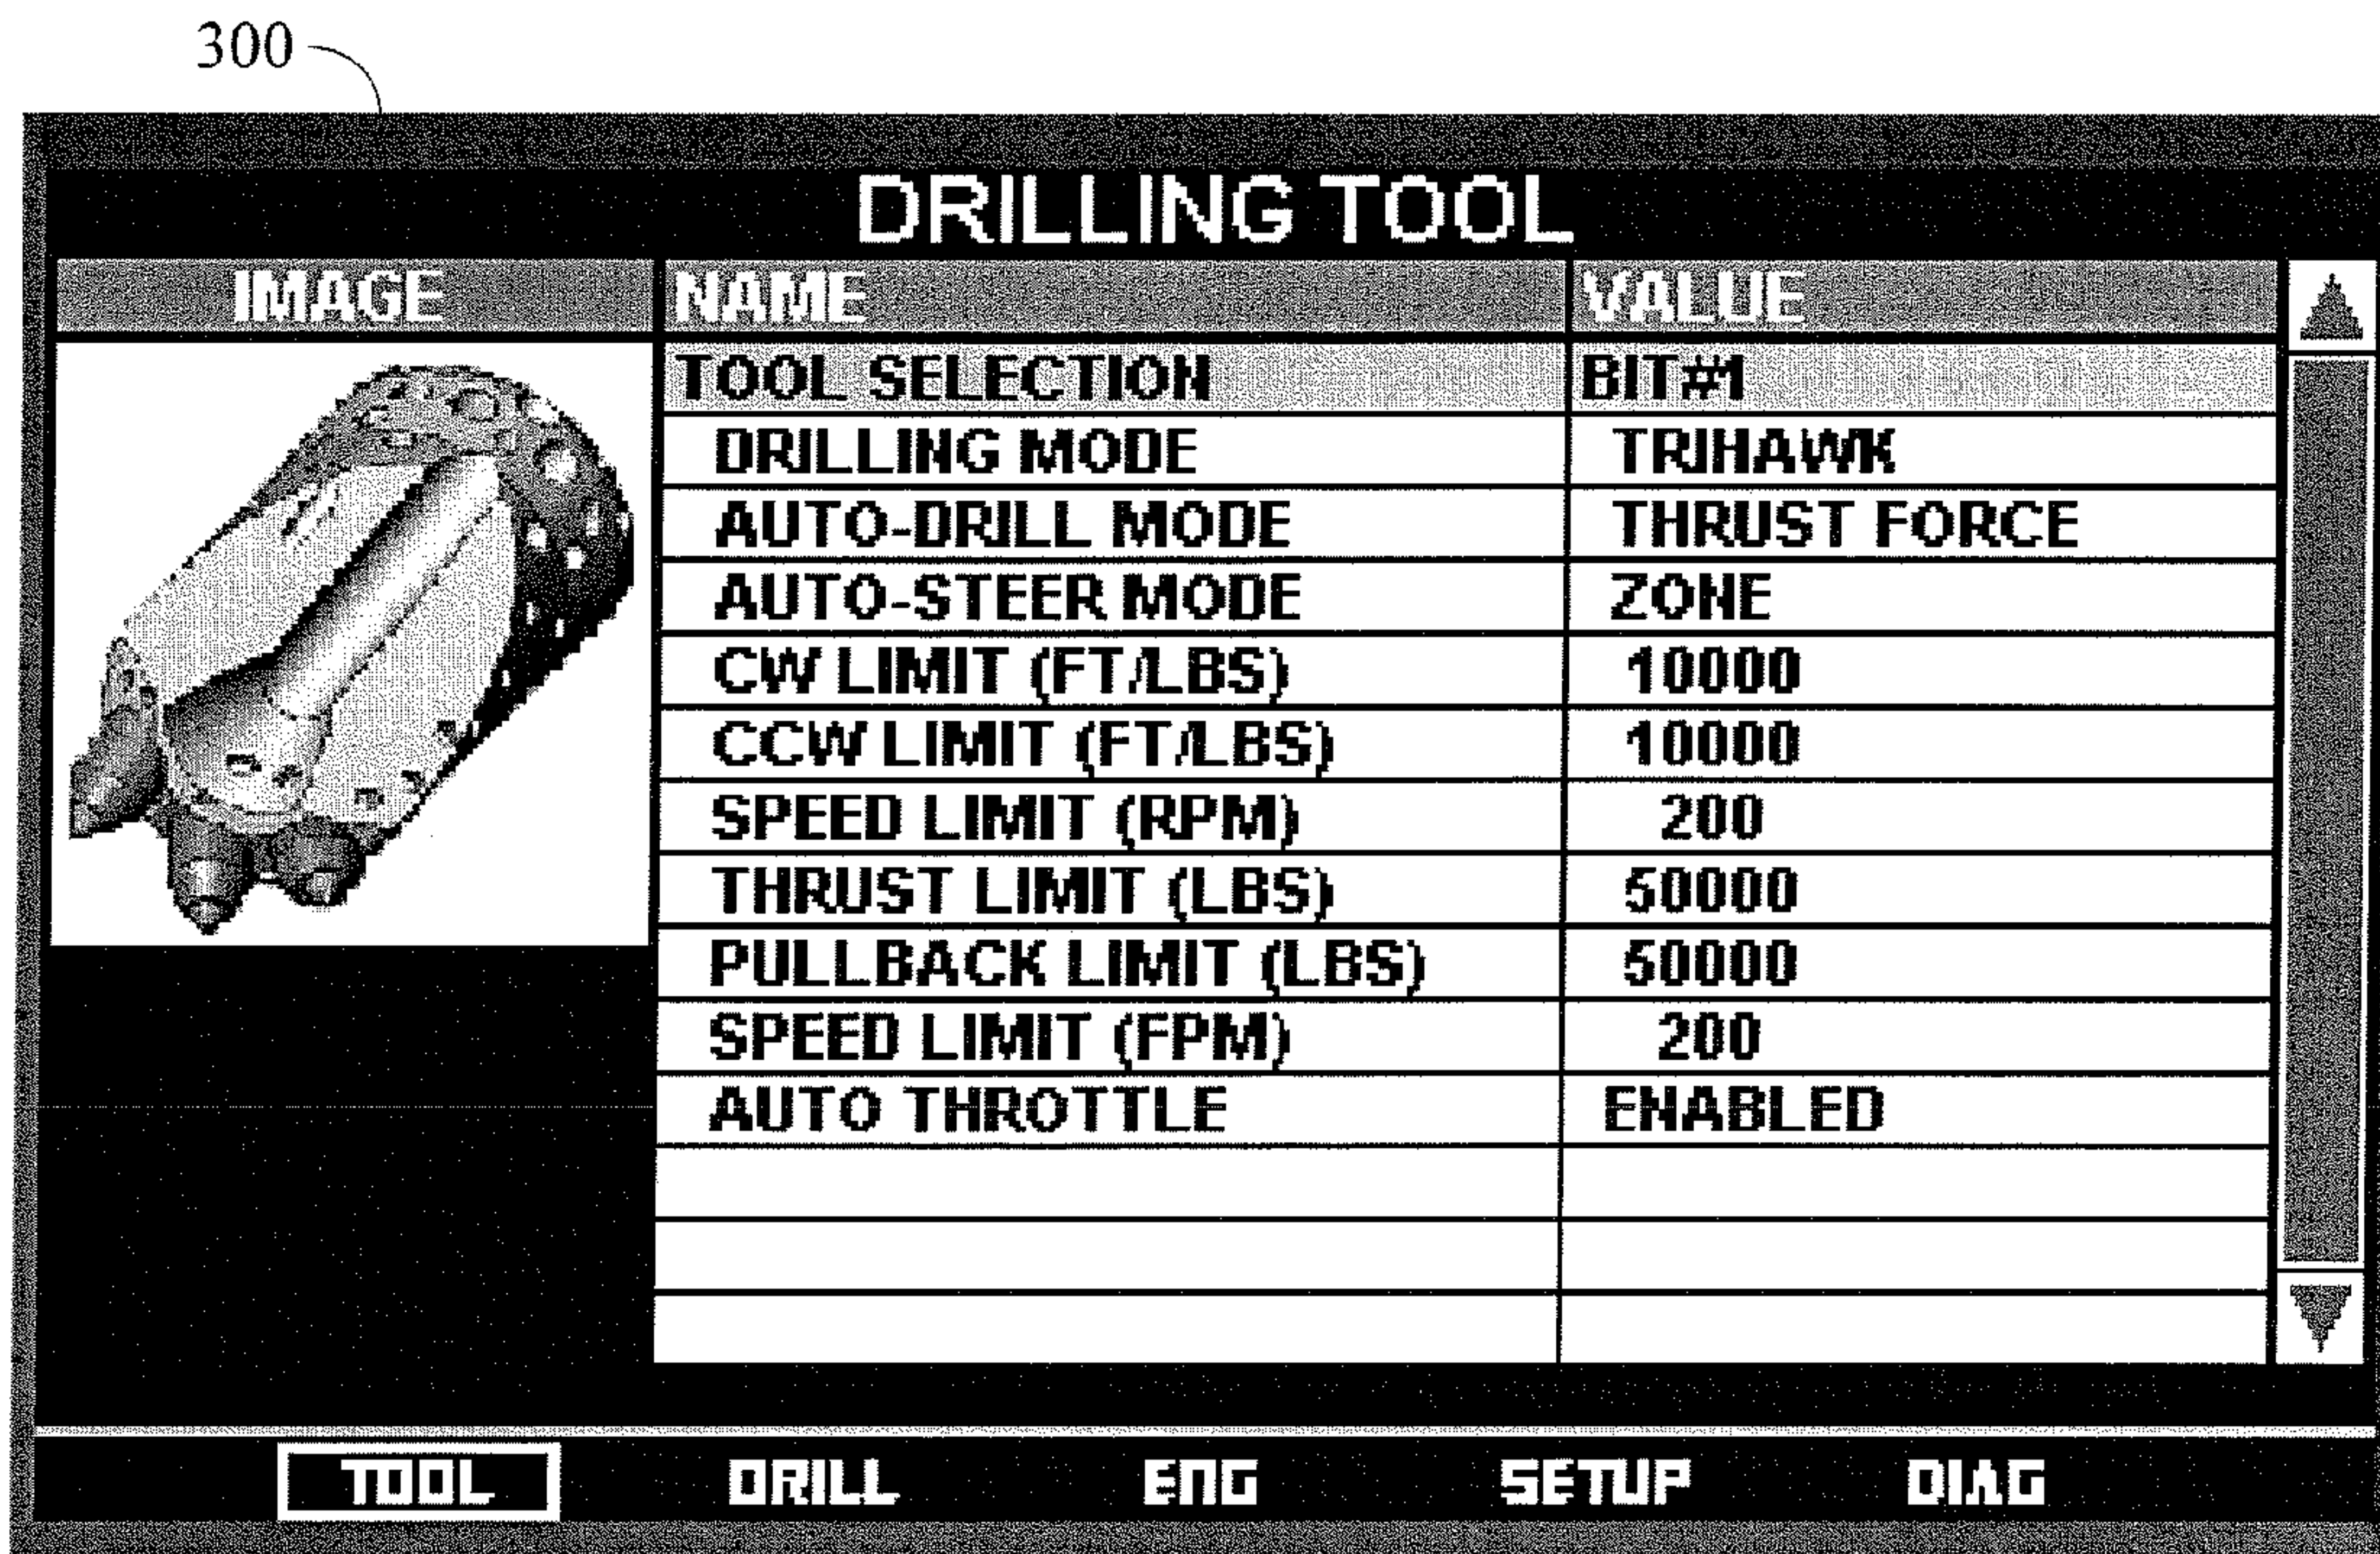 300
DRILLING TOOL
IMAGE NAME VALUE
TOOL SELECTION BIT#1
DRILLING MODE TRIHAWK
AUTO-DRILL MODE THRUST FORCE
AUTO-STEER MODE ZONE
CW LIMIT (FT/LBS) 10000
CCW LIMIT (FT/LBS) 10000
SPEED LIMIT (RPM) 200
THRUST LIMIT (LBS) 50000
PULLBACK LIMIT (LBS) 50000
SPEED LIMIT (FPM) 200
AUTO THROTTLE ENABLED
TOOL DRILL ENG SETUP DIAG